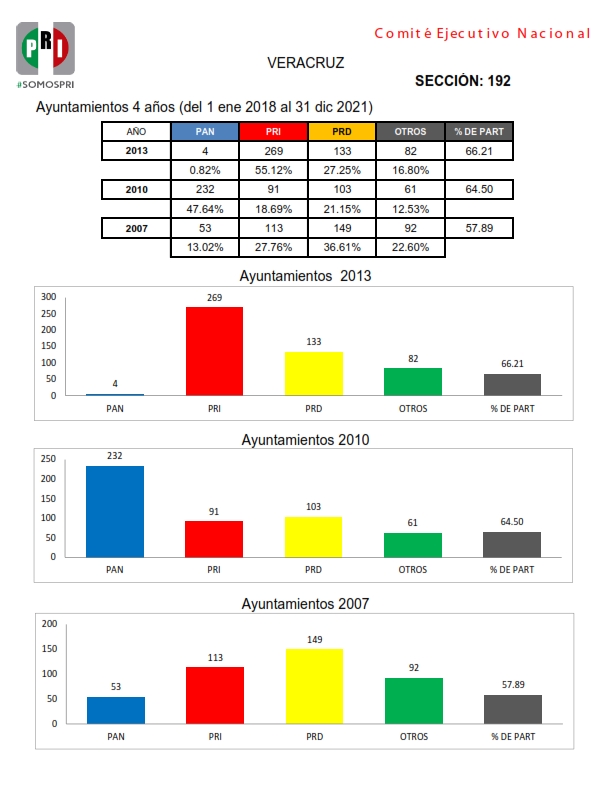 Comité Ejecutivo Nacional
PRI
#SOMOSPRI
VERACRUZ
SECCIÓN: 192
Ayuntamientos 4 años (del 1 ene 2018 al 31 dic 2021)
AÑO PAN PRI PRD OTROS % DE PART
2013 4 269 133 82 66.21
0.82% 55.12% 27.25% 16.80%
2010 232 91 103 61 64.50
47.64% 18.69% 21.15% 12.53%
2007 53 113 149 92 57.89
13.02% 27.76% 36.61% 22.60%
Ayuntamientos 2013
300
250
200
150
100
50
0
4 269 133 82 66.21
PAN PRI PRD OTROS % DE PART
Ayuntamientos 2010
250
200
150
100
50
0
232 91 103 61 64.50
PAN PRI PRD OTROS % DE PART
Ayuntamientos 2007
200
150
100
50
0
53 113 149 92 57.89
PAN PRI PRD OTROS % DE PART